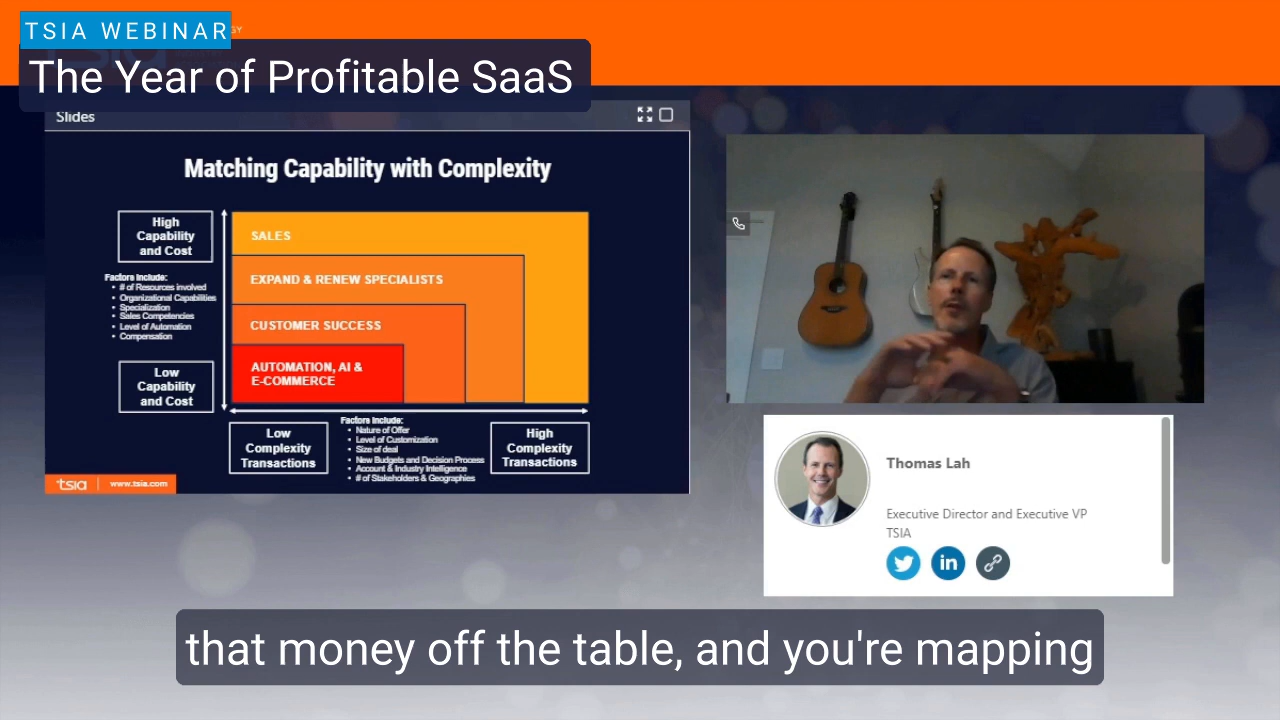 TSIA WEBINAR
The Year of Profitable SaaS
Slides
Matching Capability with Complexity
High
Capability
and Cost
Factors Include:
• # of Resources involved
• Organizational Capabilities
• Specialization
• Sales Competencies
• Level of Automation
• Compensation
Low
Capability
and Cost
SALES
EXPAND & RENEW SPECIALISTS
CUSTOMER SUCCESS
AUTOMATION, AI &
E-COMMERCE
Low
Complexity
Transactions
Factors Include:
• Nature of Offer
• Level of Customization
• Size of deal
• New Budgets and Decision Process
• Account & Industry Intelligence
• # of Stakeholders & Geographies
High
Complexity
Transactions
tsia | www.tsia.com
Thomas Lah
Executive Director and Executive VP
TSIA
in
that money off the table, and you're mapping